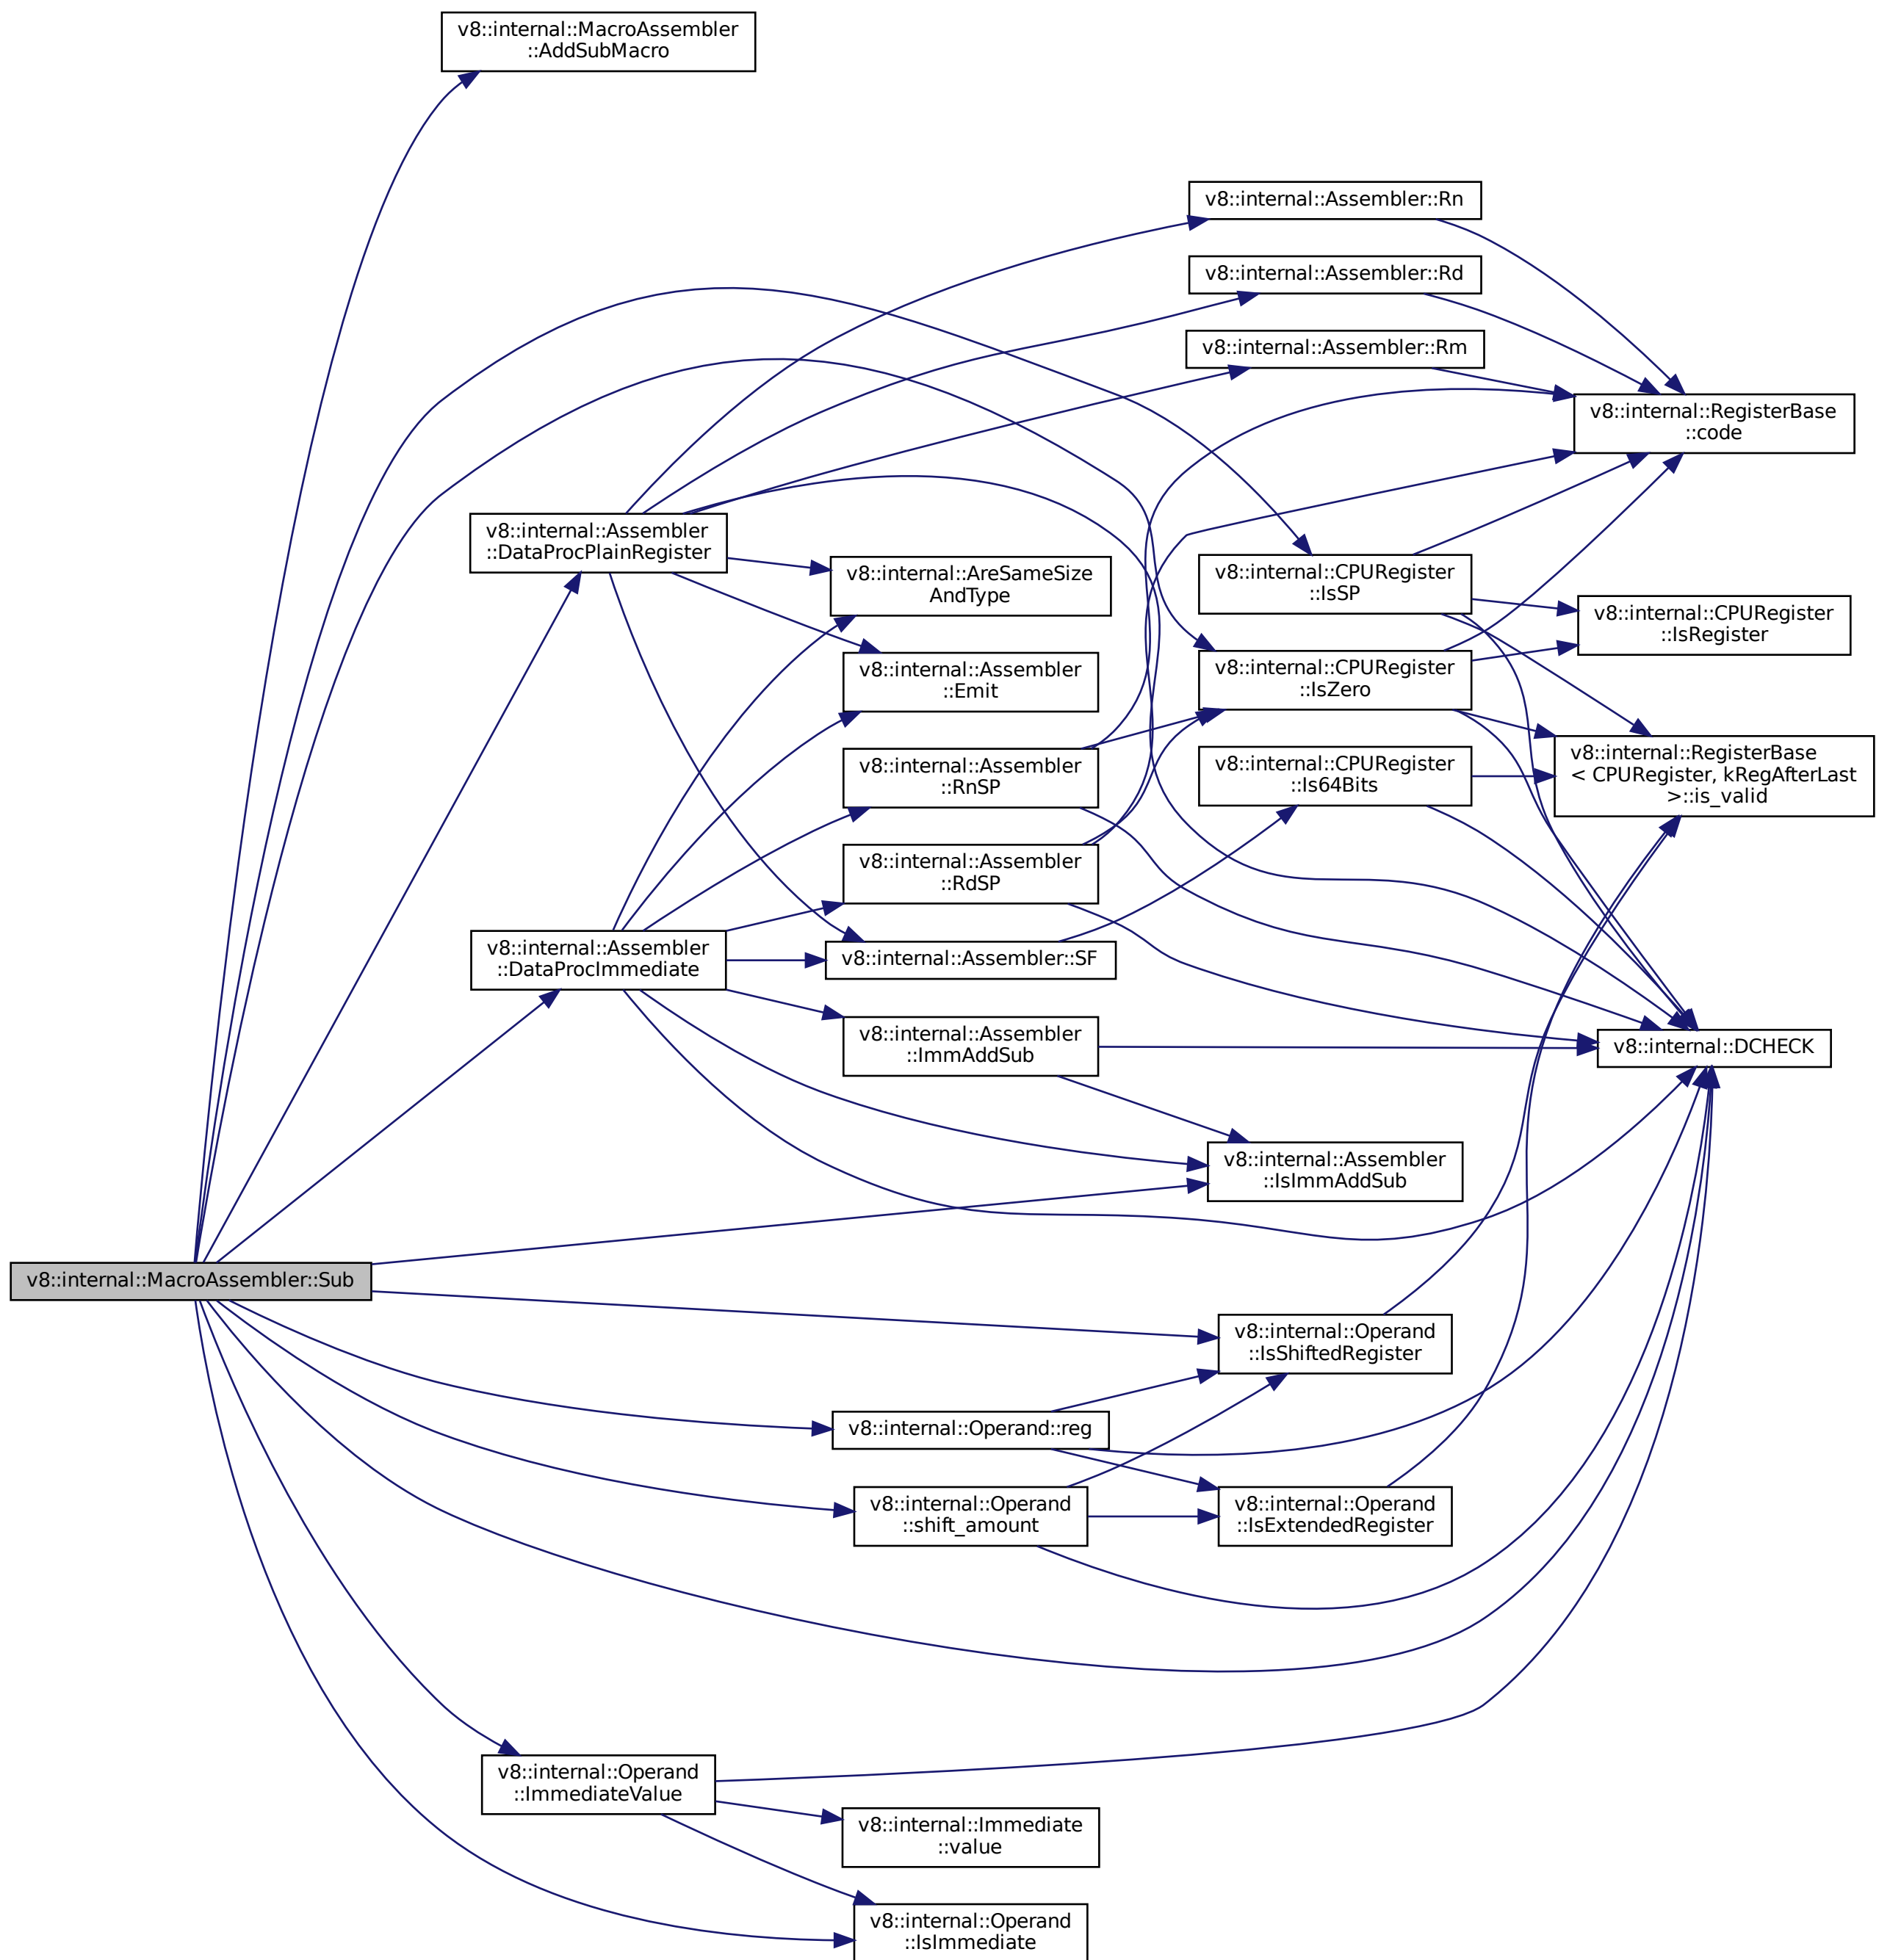 v8::internal::MacroAssembler
::AddSubMacro
v8::internal::Assembler::Rn
v8::internal::Assembler::Rd
v8::internal::Assembler::Rm
v8::internal::RegisterBase
::code
v8::internal::Assembler
::DataProcPlainRegister
v8::internal::AreSameSize
AndType
v8::internal::CPURegister
::IsSP
v8::internal::CPURegister
::IsRegister
v8::internal::Assembler
::Emit
v8::internal::CPURegister
::IsZero
v8::internal::Assembler
::RnSP
v8::internal::CPURegister
::Is64Bits
v8::internal::RegisterBase
< CPURegister, kRegAfterLast
>::is_valid
v8::internal::Assembler
::RdSP
v8::internal::Assembler
::DataProcImmediate
v8::internal::Assembler::SF
v8::internal::Assembler
::ImmAddSub
v8::internal::DCHECK
v8::internal::Assembler
::IsImmAddSub
v8::internal::MacroAssembler::Sub
v8::internal::Operand
::IsShiftedRegister
v8::internal::Operand::reg
v8::internal::Operand
::shift_amount
v8::internal::Operand
::IsExtendedRegister
v8::internal::Operand
::ImmediateValue
v8::internal::Immediate
::value
v8::internal::Operand
::IsImmediate